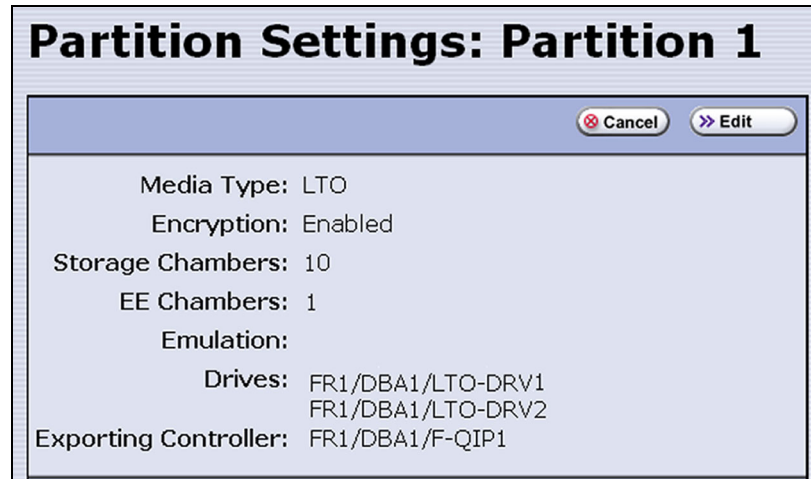 Partition Settings: Partition 1
Cancel Edit
Media Type: LTO
Encryption: Enabled
Storage Chambers: 10
EE Chambers: 1
Emulation:
Drives: FR1/DBA1/LTO-DRV1
FR1/DBA1/LTO-DRV2
Exporting Controller: FR1/DBA1/F-QIP1